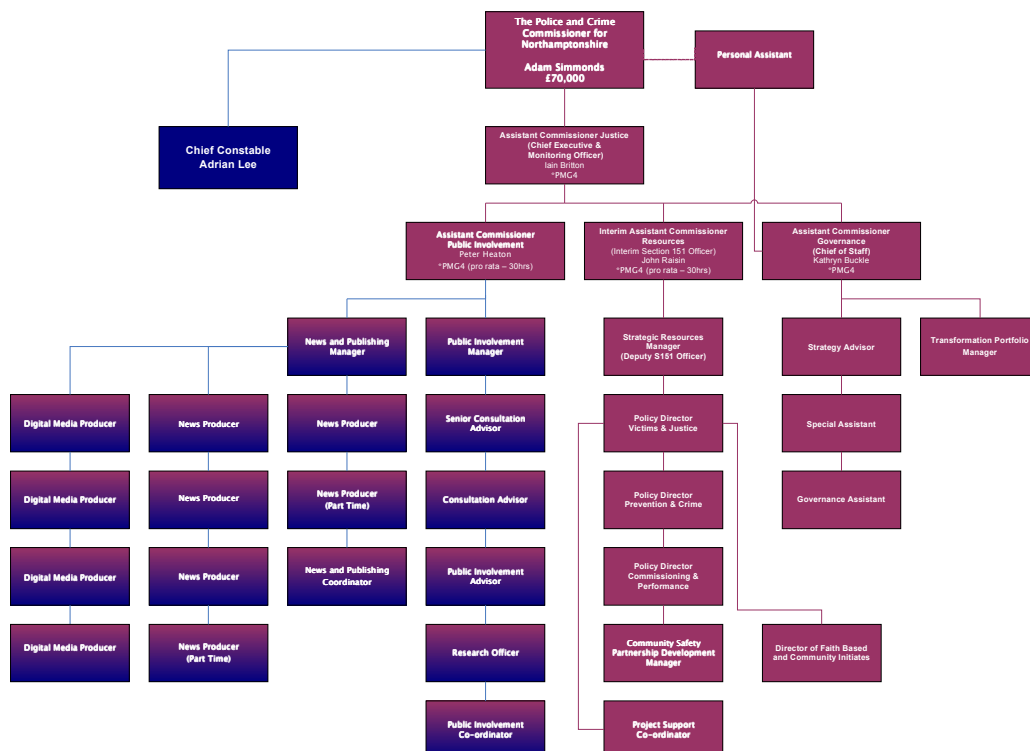 The Police and Crime
Commissioner for
Northamptonshire
Adam Simmonds
£70,000
Personal Assistant
Chief Constable
Adrian Lee
Assistant Commissioner Justice
(Chief Executive &
Monitoring Officer)
Iain Britton
*PMG4
Assistant Commissioner
Public Involvement
Peter Heaton
*PMG4 (pro rata – 30hrs)
Interim Assistant Commissioner
Resources
(Interim Section 151 Officer)
John Raisin
*PMG4 (pro rata – 30hrs)
Assistant Commissioner
Governance
(Chief of Staff)
Kathryn Buckle
*PMG4
News and Publishing
Manager
Public Involvement
Manager
Strategic Resources
Manager
(Deputy S151 Officer)
Strategy Advisor
Transformation Portfolio
Manager
Digital Media Producer
News Producer
News Producer
Senior Consultation
Advisor
Policy Director
Victims & Justice
Special Assistant
Digital Media Producer
News Producer
News Producer
(Part Time)
Consultation Advisor
Policy Director
Prevention & Crime
Governance Assistant
Digital Media Producer
News Producer
News and Publishing
Coordinator
Public Involvement
Advisor
Policy Director
Commissioning &
Performance
Digital Media Producer
News Producer
(Part Time)
Research Officer
Community Safety
Partnership Development
Manager
Director of Faith Based
and Community Initiates
Public Involvement
Co-ordinator
Project Support
Co-ordinator